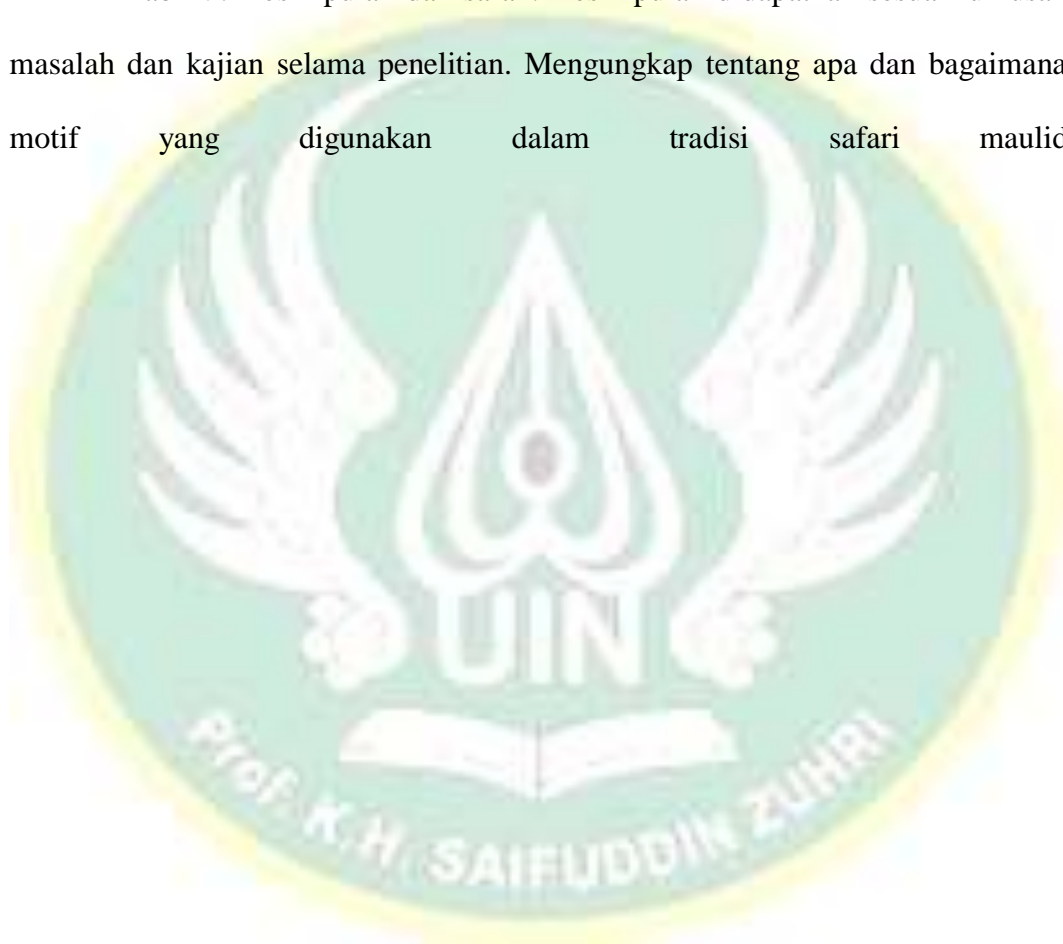 masalah dan kajian selama penelitian. Mengungkap tentang apa dan bagaimana
motif yang digunakan dalam tradisi safari maulid
UIN
Prof. K.H. SAIFUDDIN ZUHRI